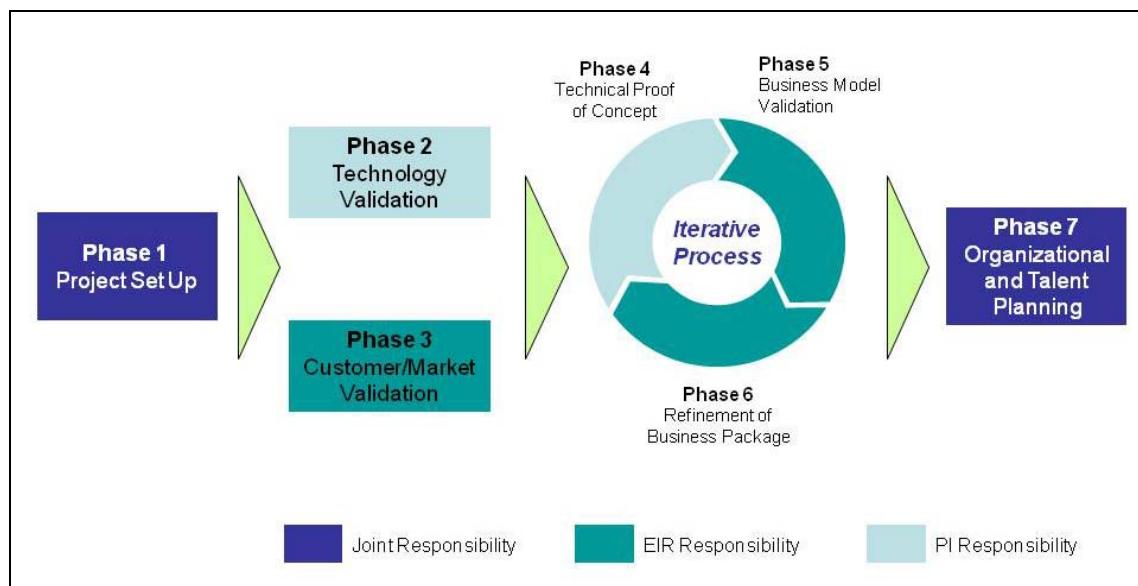 Phase 1
Project Set Up
Phase 2
Technology
Validation
Phase 3
Customer/Market
Validation
Phase 4
Technical Proof
of Concept
Phase 5
Business Model
Validation
Iterative
Process
Phase 6
Refinement of
Business Package
Phase 7
Organizational
and Talent
Planning
Joint Responsibility
EIR Responsibility
PI Responsibility